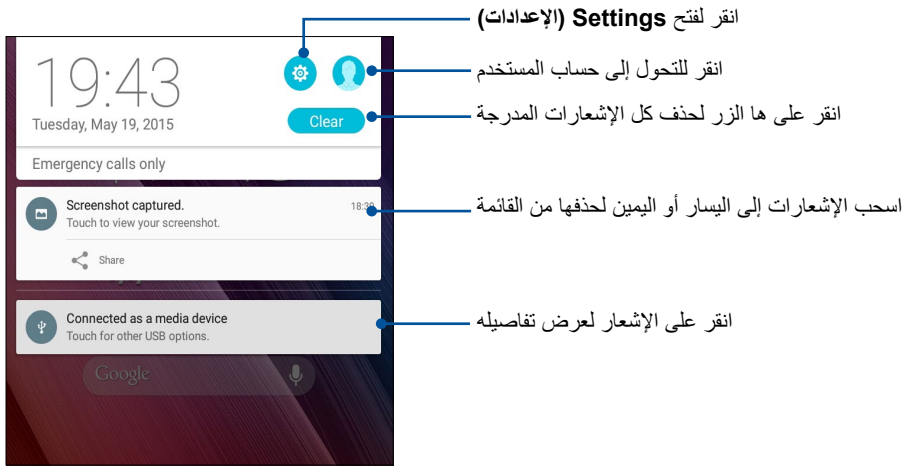 انقر لفتح Settings (الإعدادات)
انقر للتحول إلى حساب المستخدم
انقر على ها الزر لحذف كل الإشعارات المدرجة
اسحب الإشعارات إلى اليسار أو اليمين لحذفها من القائمة
انقر على الإشعار لعرض تفاصيله
19:43
Tuesday, May 19, 2015
Clear
Emergency calls only
Screenshot captured.
18:39
Touch to view your screenshot.
Share
Connected as a media device
Touch for other USB options.
Google